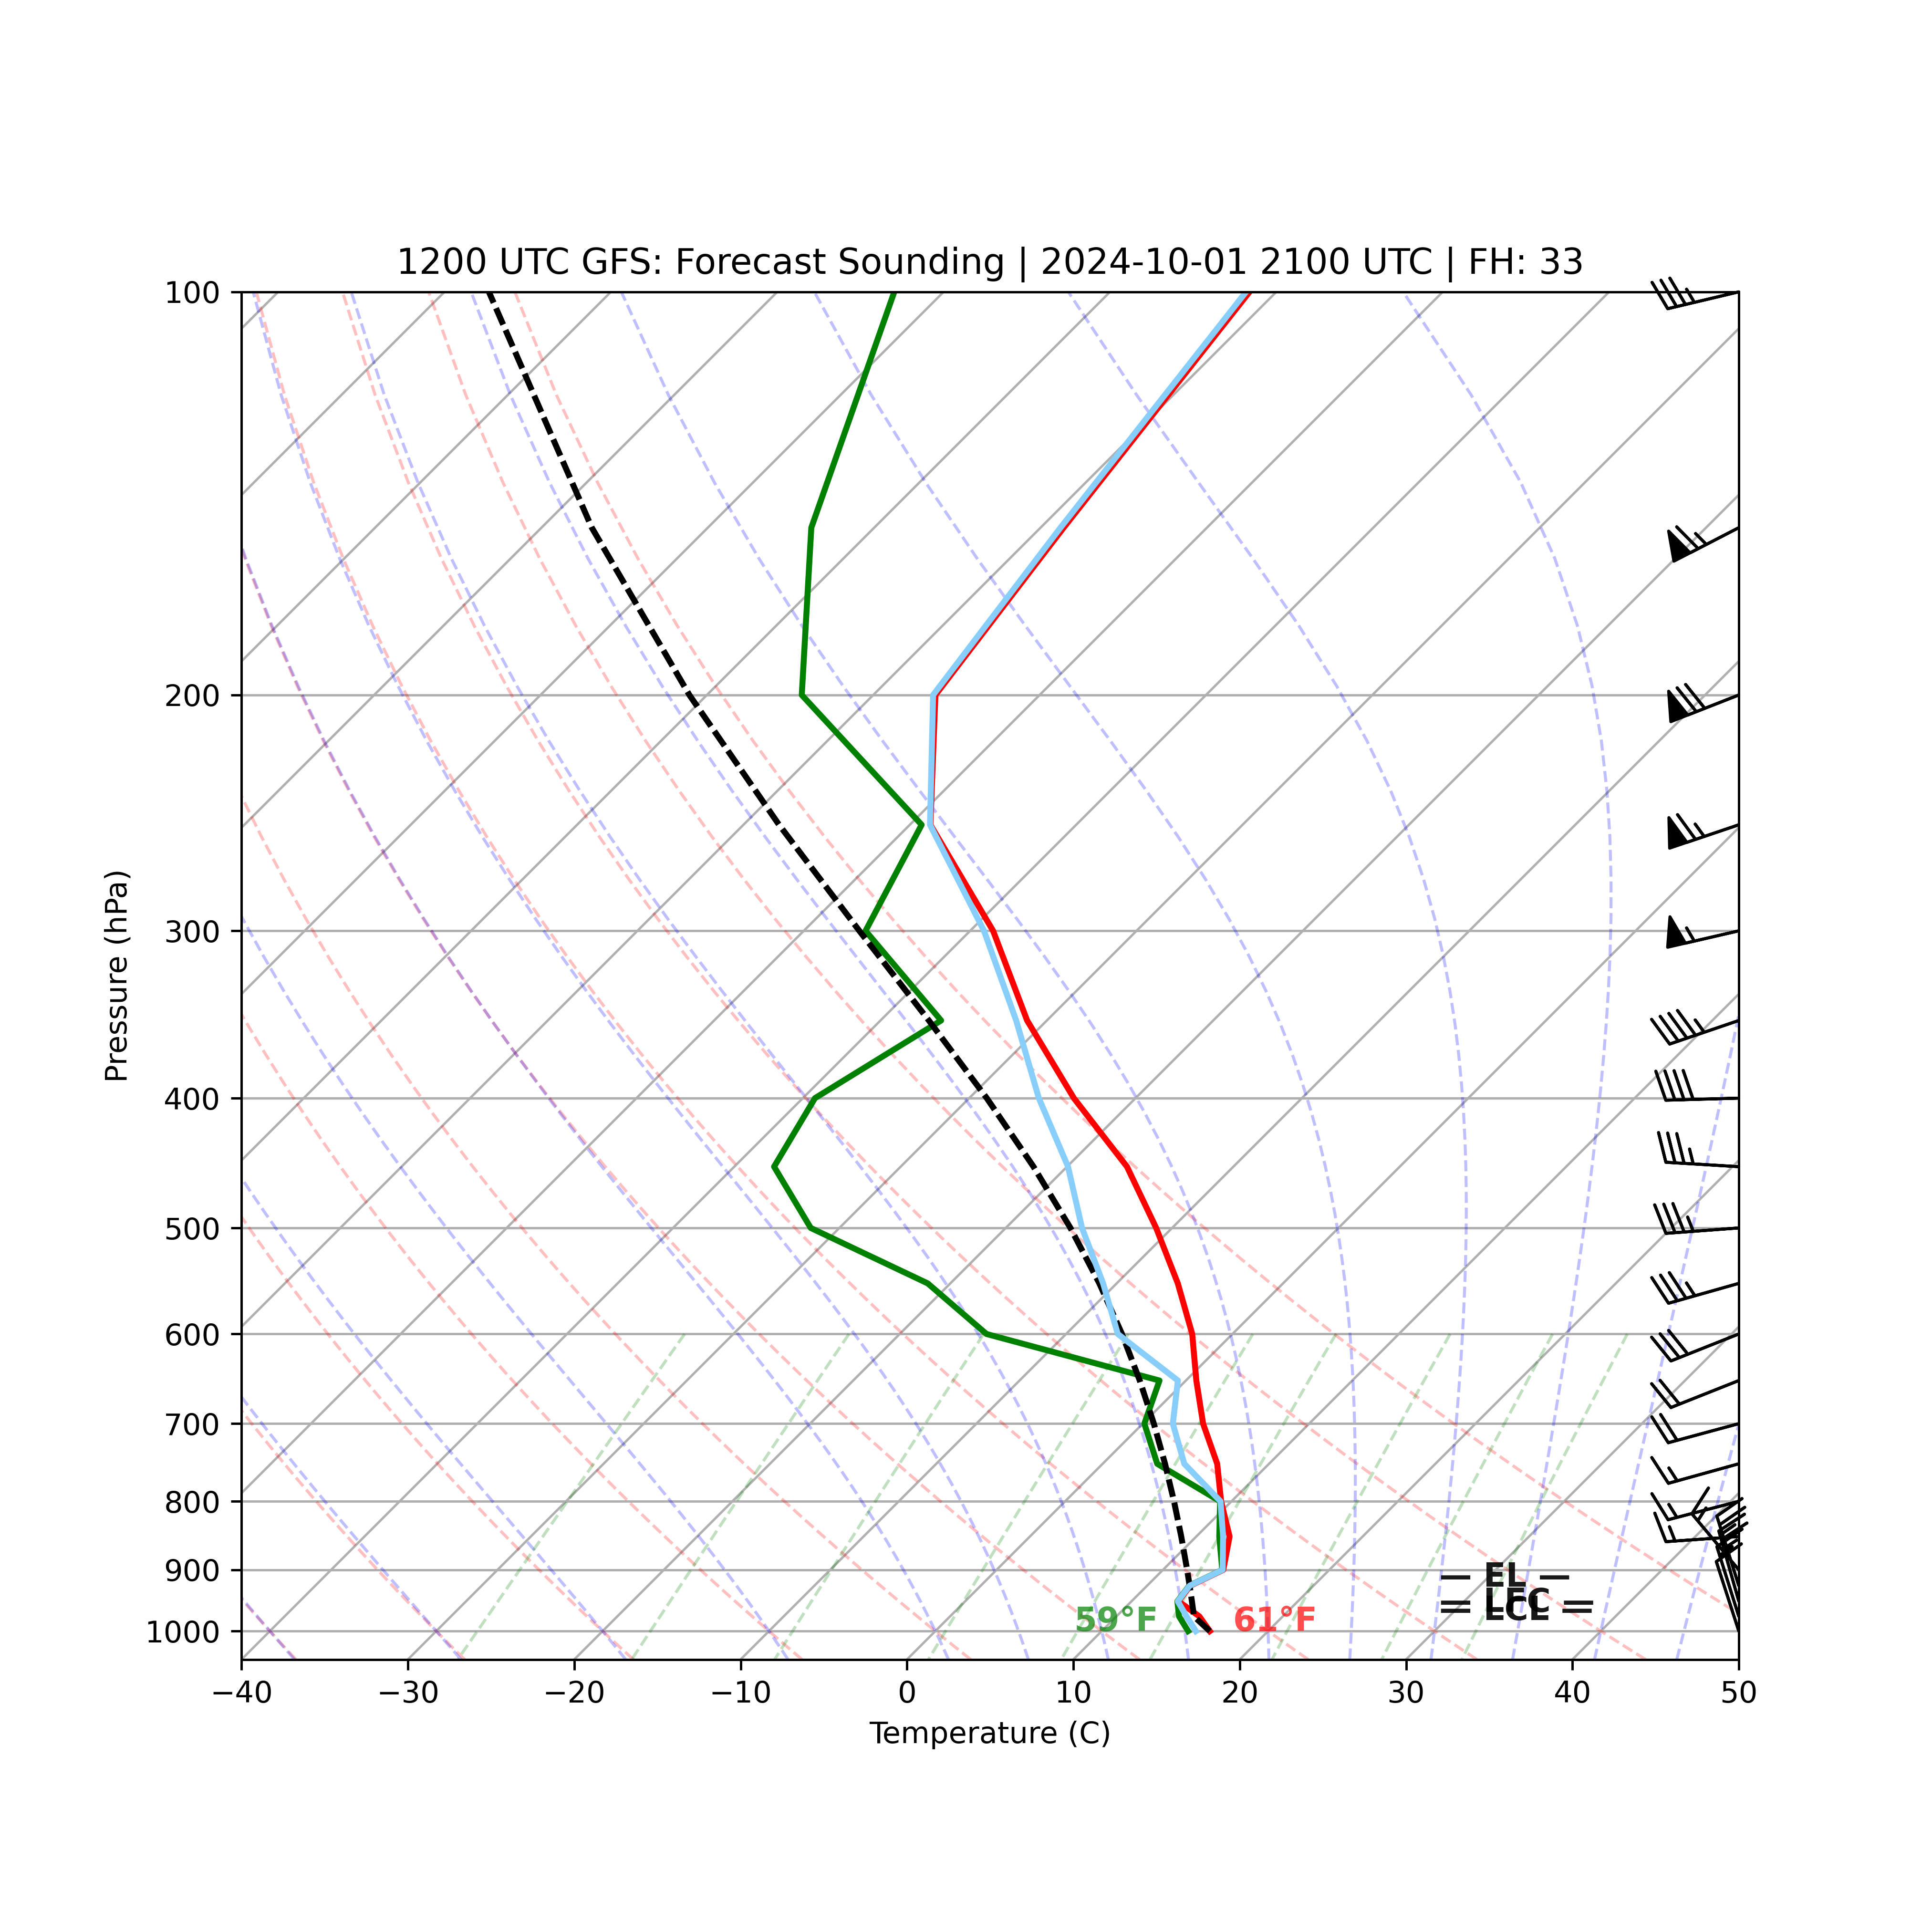 1200 UTC GFS: Forecast Sounding | 2024-10-01 2100 UTC | FH: 33
100
200
300
400
500
600
700
800
900
1000
Pressure (hPa)
EL
LFC
LCL
59°F
61°F
−40
−30
−20
−10
0
10
20
30
40
50
Temperature (C)